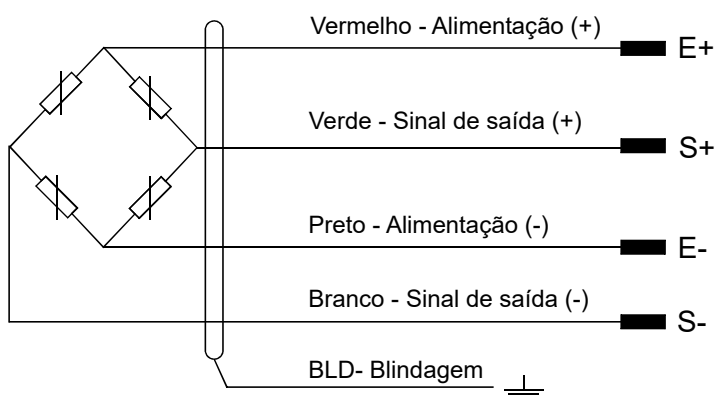 Vermelho - Alimentação (+)
E+
Verde - Sinal de saída (+)
S+
Preto - Alimentação (-)
E-
Branco - Sinal de saída (-)
S-
BLD- Blindagem